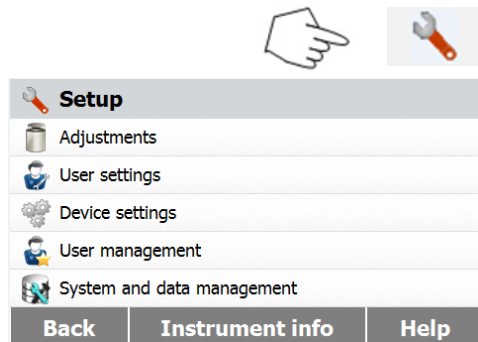 Setup
Adjustments
User settings
Device settings
User management
System and data management
Back Instrument info Help